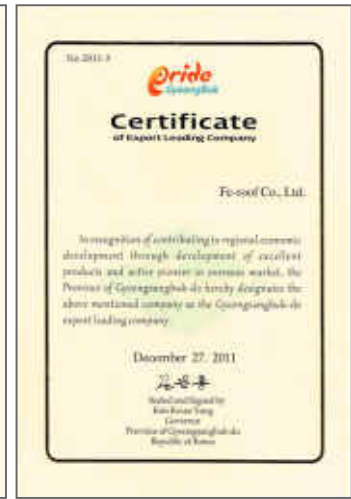 No. 2011-3
Pride
GyeongBuk
Certificate
of Export Leading Company
Fe-roof Co., Ltd.
In recognition of contributing to regional economic
development through development of excellent
products and active pioneer in overseas market, the
Province of Gyeongsangbuk-do hereby designates the
above mentioned company as the Gyeongsangbuk-do
export leading company.
December 27. 2011
Sealed and Signed by
Kim Kwan Yong
Governor
Province of Gyeongsangbuk-do
Republic of Korea